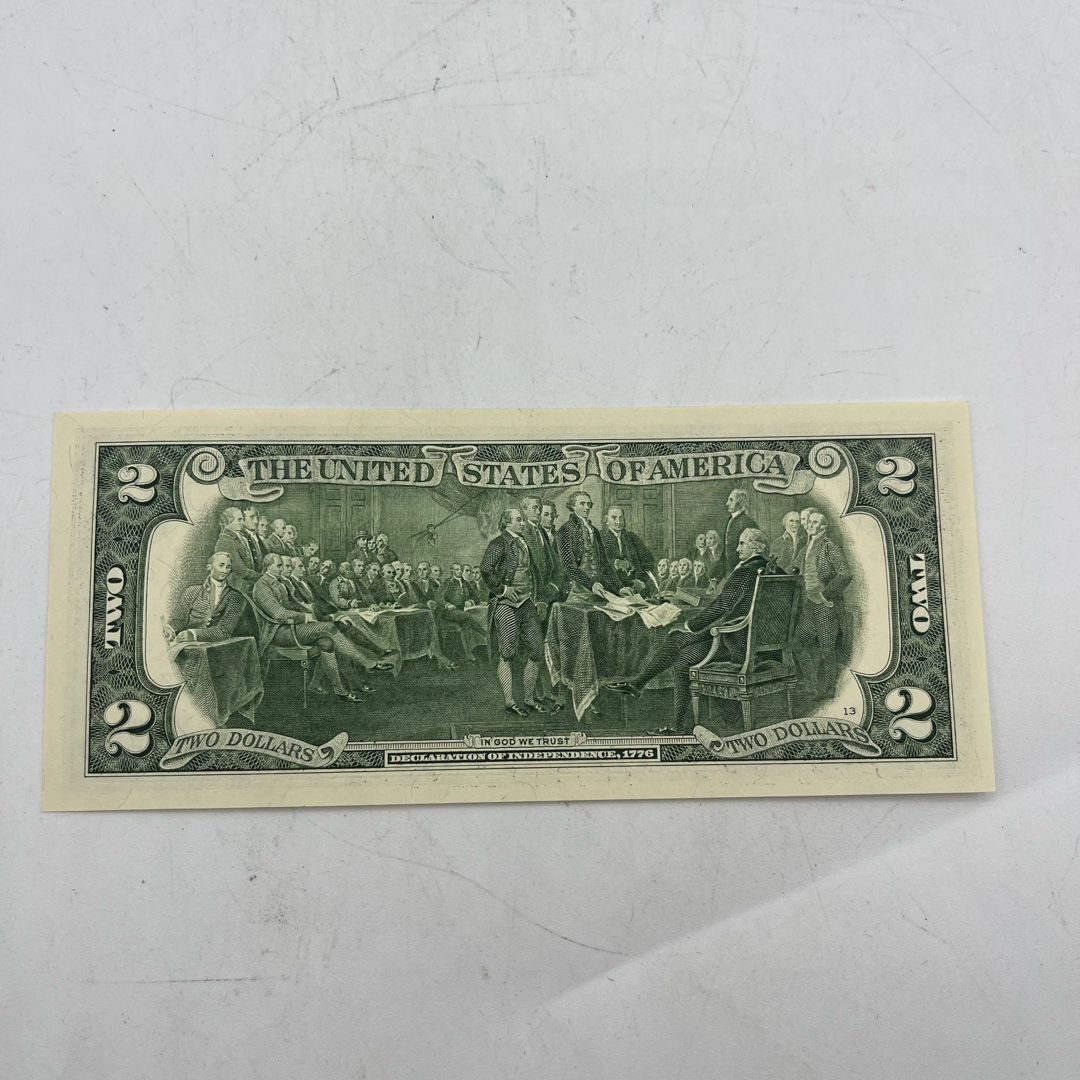 THE UNITED STATES OF AMERICA
2 2
TWO TWO
13
2 2
TWO DOLLARS IN GOD WE TRUST TWO DOLLARS
DECLARATION OF INDEPENDENCE, 1776